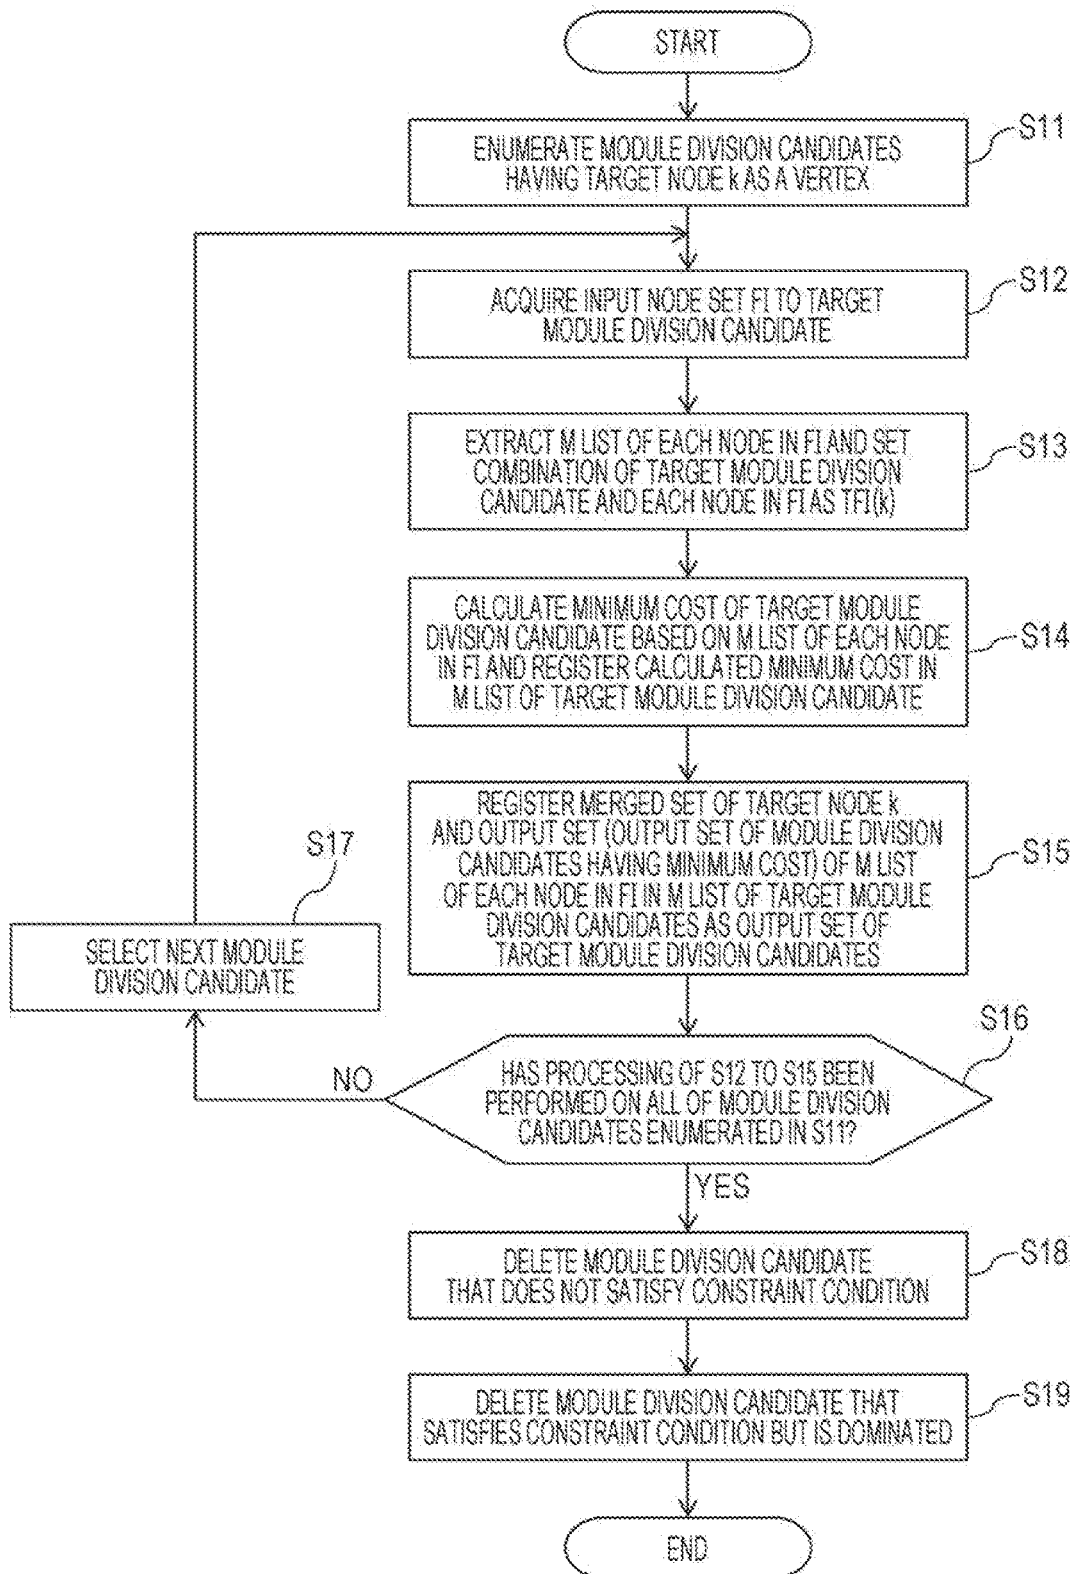 START
S11
ENUMERATE MODULE DIVISION CANDIDATES
HAVING TARGET NODE k AS A VERTEX
S12
ACQUIRE INPUT NODE SET FI TO TARGET
MODULE DIVISION CANDIDATE
S13
EXTRACT M LIST OF EACH NODE IN FI AND SET
COMBINATION OF TARGET MODULE DIVISION
CANDIDATE AND EACH NODE IN FI AS TFI(k)
S14
CALCULATE MINIMUM COST OF TARGET MODULE
DIVISION CANDIDATE BASED ON M LIST OF EACH NODE
IN FI AND REGISTER CALCULATED MINIMUM COST IN
M LIST OF TARGET MODULE DIVISION CANDIDATE
S15
REGISTER MERGED SET OF TARGET NODE k
AND OUTPUT SET (OUTPUT SET OF MODULE DIVISION
CANDIDATES HAVING MINIMUM COST) OF M LIST
OF EACH NODE IN FI IN M LIST OF TARGET MODULE
DIVISION CANDIDATES AS OUTPUT SET OF
TARGET MODULE DIVISION CANDIDATES
S17
SELECT NEXT MODULE
DIVISION CANDIDATE
S16
HAS PROCESSING OF S12 TO S15 BEEN
PERFORMED ON ALL OF MODULE DIVISION
CANDIDATES ENUMERATED IN S11?
NO
YES
S18
DELETE MODULE DIVISION CANDIDATE
THAT DOES NOT SATISFY CONSTRAINT CONDITION
S19
DELETE MODULE DIVISION CANDIDATE THAT
SATISFIES CONSTRAINT CONDITION BUT IS DOMINATED
END